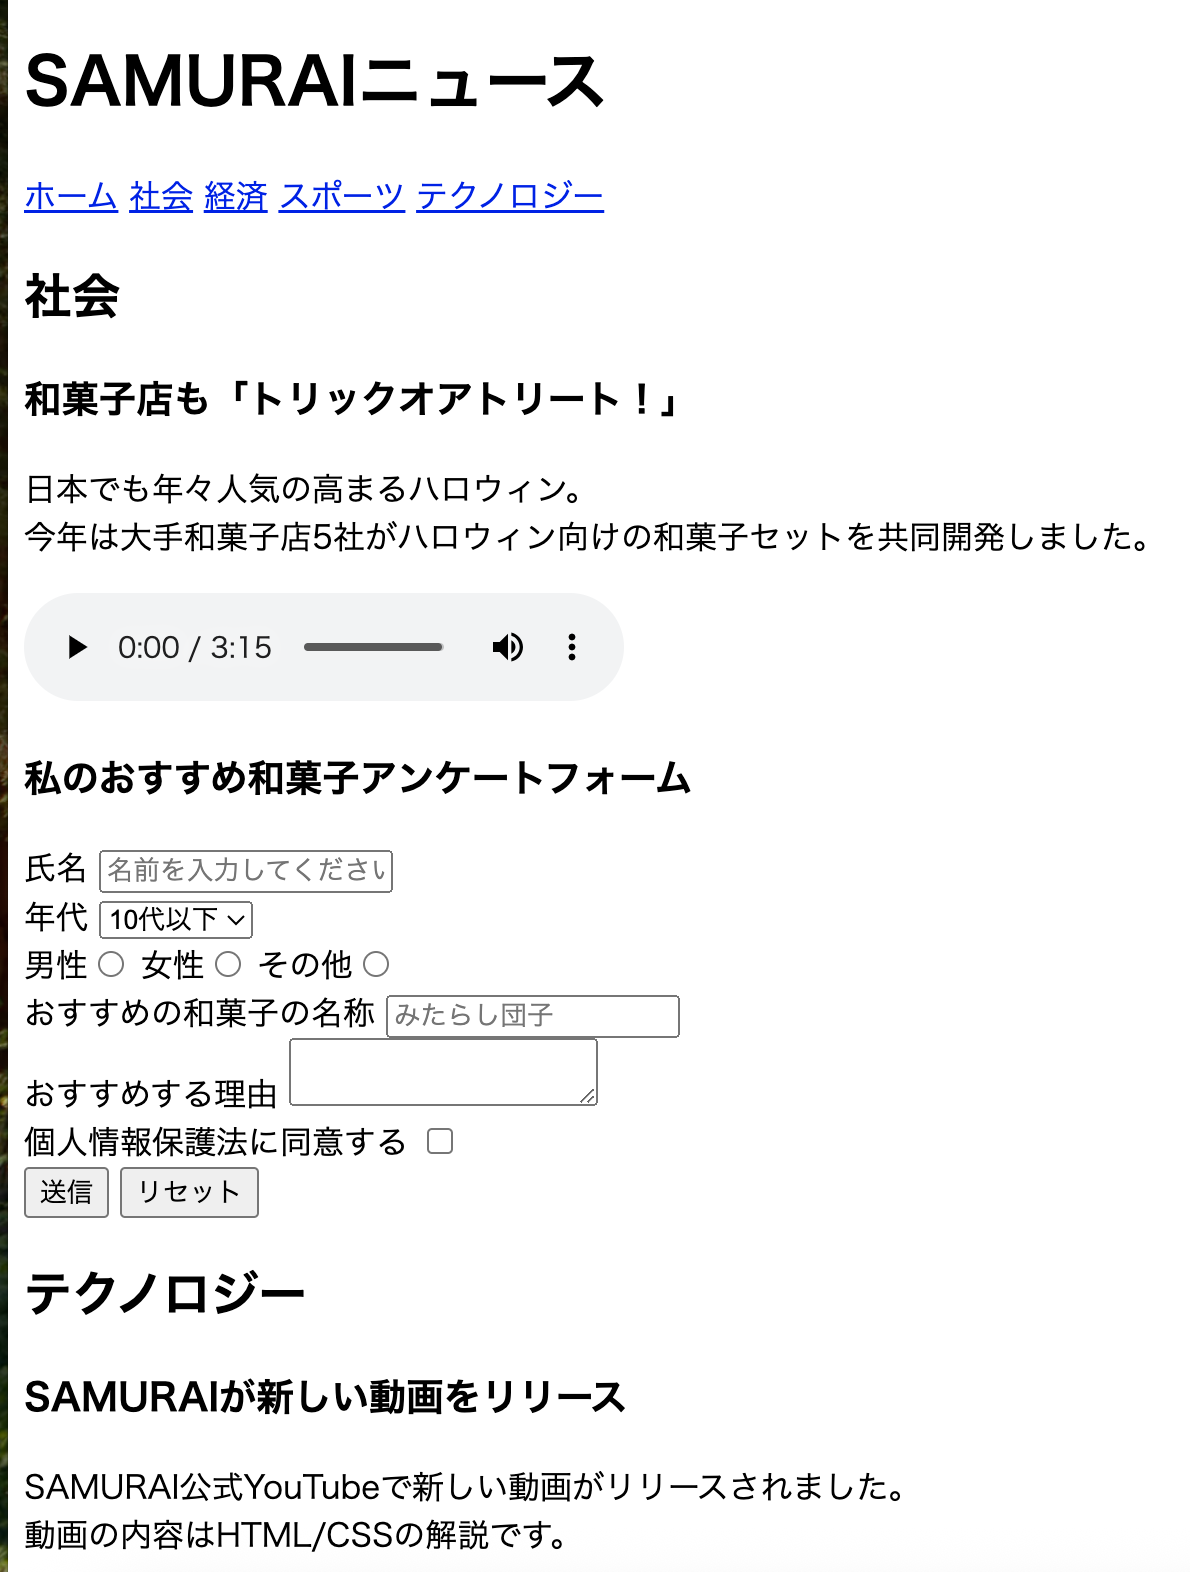 SAMURAIニュース
ホーム 社会 経済 スポーツ テクノロジー
社会
和菓子店も「トリックオアトリート！」
日本でも年々人気の高まるハロウィン。
今年は大手和菓子店5社がハロウィン向けの和菓子セットを共同開発しました。
0:00 / 3:15
私のおすすめ和菓子アンケートフォーム
氏名 名前を入力してください
年代 10代以下
男性 女性 その他
おすすめの和菓子の名称 みたらし団子
おすすめする理由
個人情報保護法に同意する
送信 リセット
テクノロジー
SAMURAIが新しい動画をリリース
SAMURAI公式YouTubeで新しい動画がリリースされました。
動画の内容はHTML/CSSの解説です。